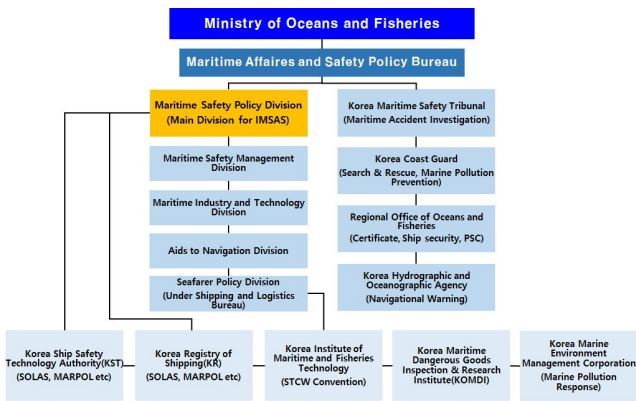 Ministry of Oceans and Fisheries
Maritime Affaires and Safety Policy Bureau
Maritime Safety Policy Division
(Main Division for IMSAS)
Maritime Safety Management
Division
Maritime Industry and Technology
Division
Aids to Navigation Division
Seafarer Policy Division
(Under Shipping and Logistics
Bureau)
Korea Maritime Safety Tribunal
(Maritime Accident Investigation)
Korea Coast Guard
(Search & Rescue, Marine Pollution
Prevention)
Regional Office of Oceans and
Fisheries
(Certificate, Ship security, PSC)
Korea Hydrographic and
Oceanographic Agency
(Navigational Warning)
Korea Ship Safety
Technology Authority(KST)
(SOLAS, MARPOL etc)
Korea Registry of
Shipping(KR)
(SOLAS, MARPOL etc)
Korea Institute of
Maritime and Fisheries
Technology
(STCW Convention)
Korea Maritime
Dangerous Goods
Inspection & Research
Institute(KOMDI)
Korea Marine
Environment
Management Corporation
(Marine Pollution
Response)